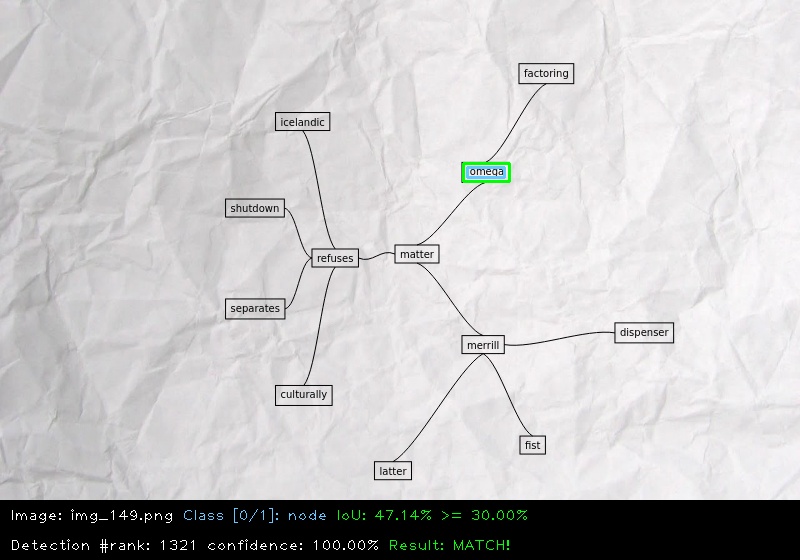 factoring
icelandic
omega
shutdown
refuses
matter
separates
dispenser
merrill
culturally
fist
latter
Image: img_149.png Class [0/1]: node IoU: 47.14% >= 30.00%
Detection #rank: 1321 confidence: 100.00% Result: MATCH!